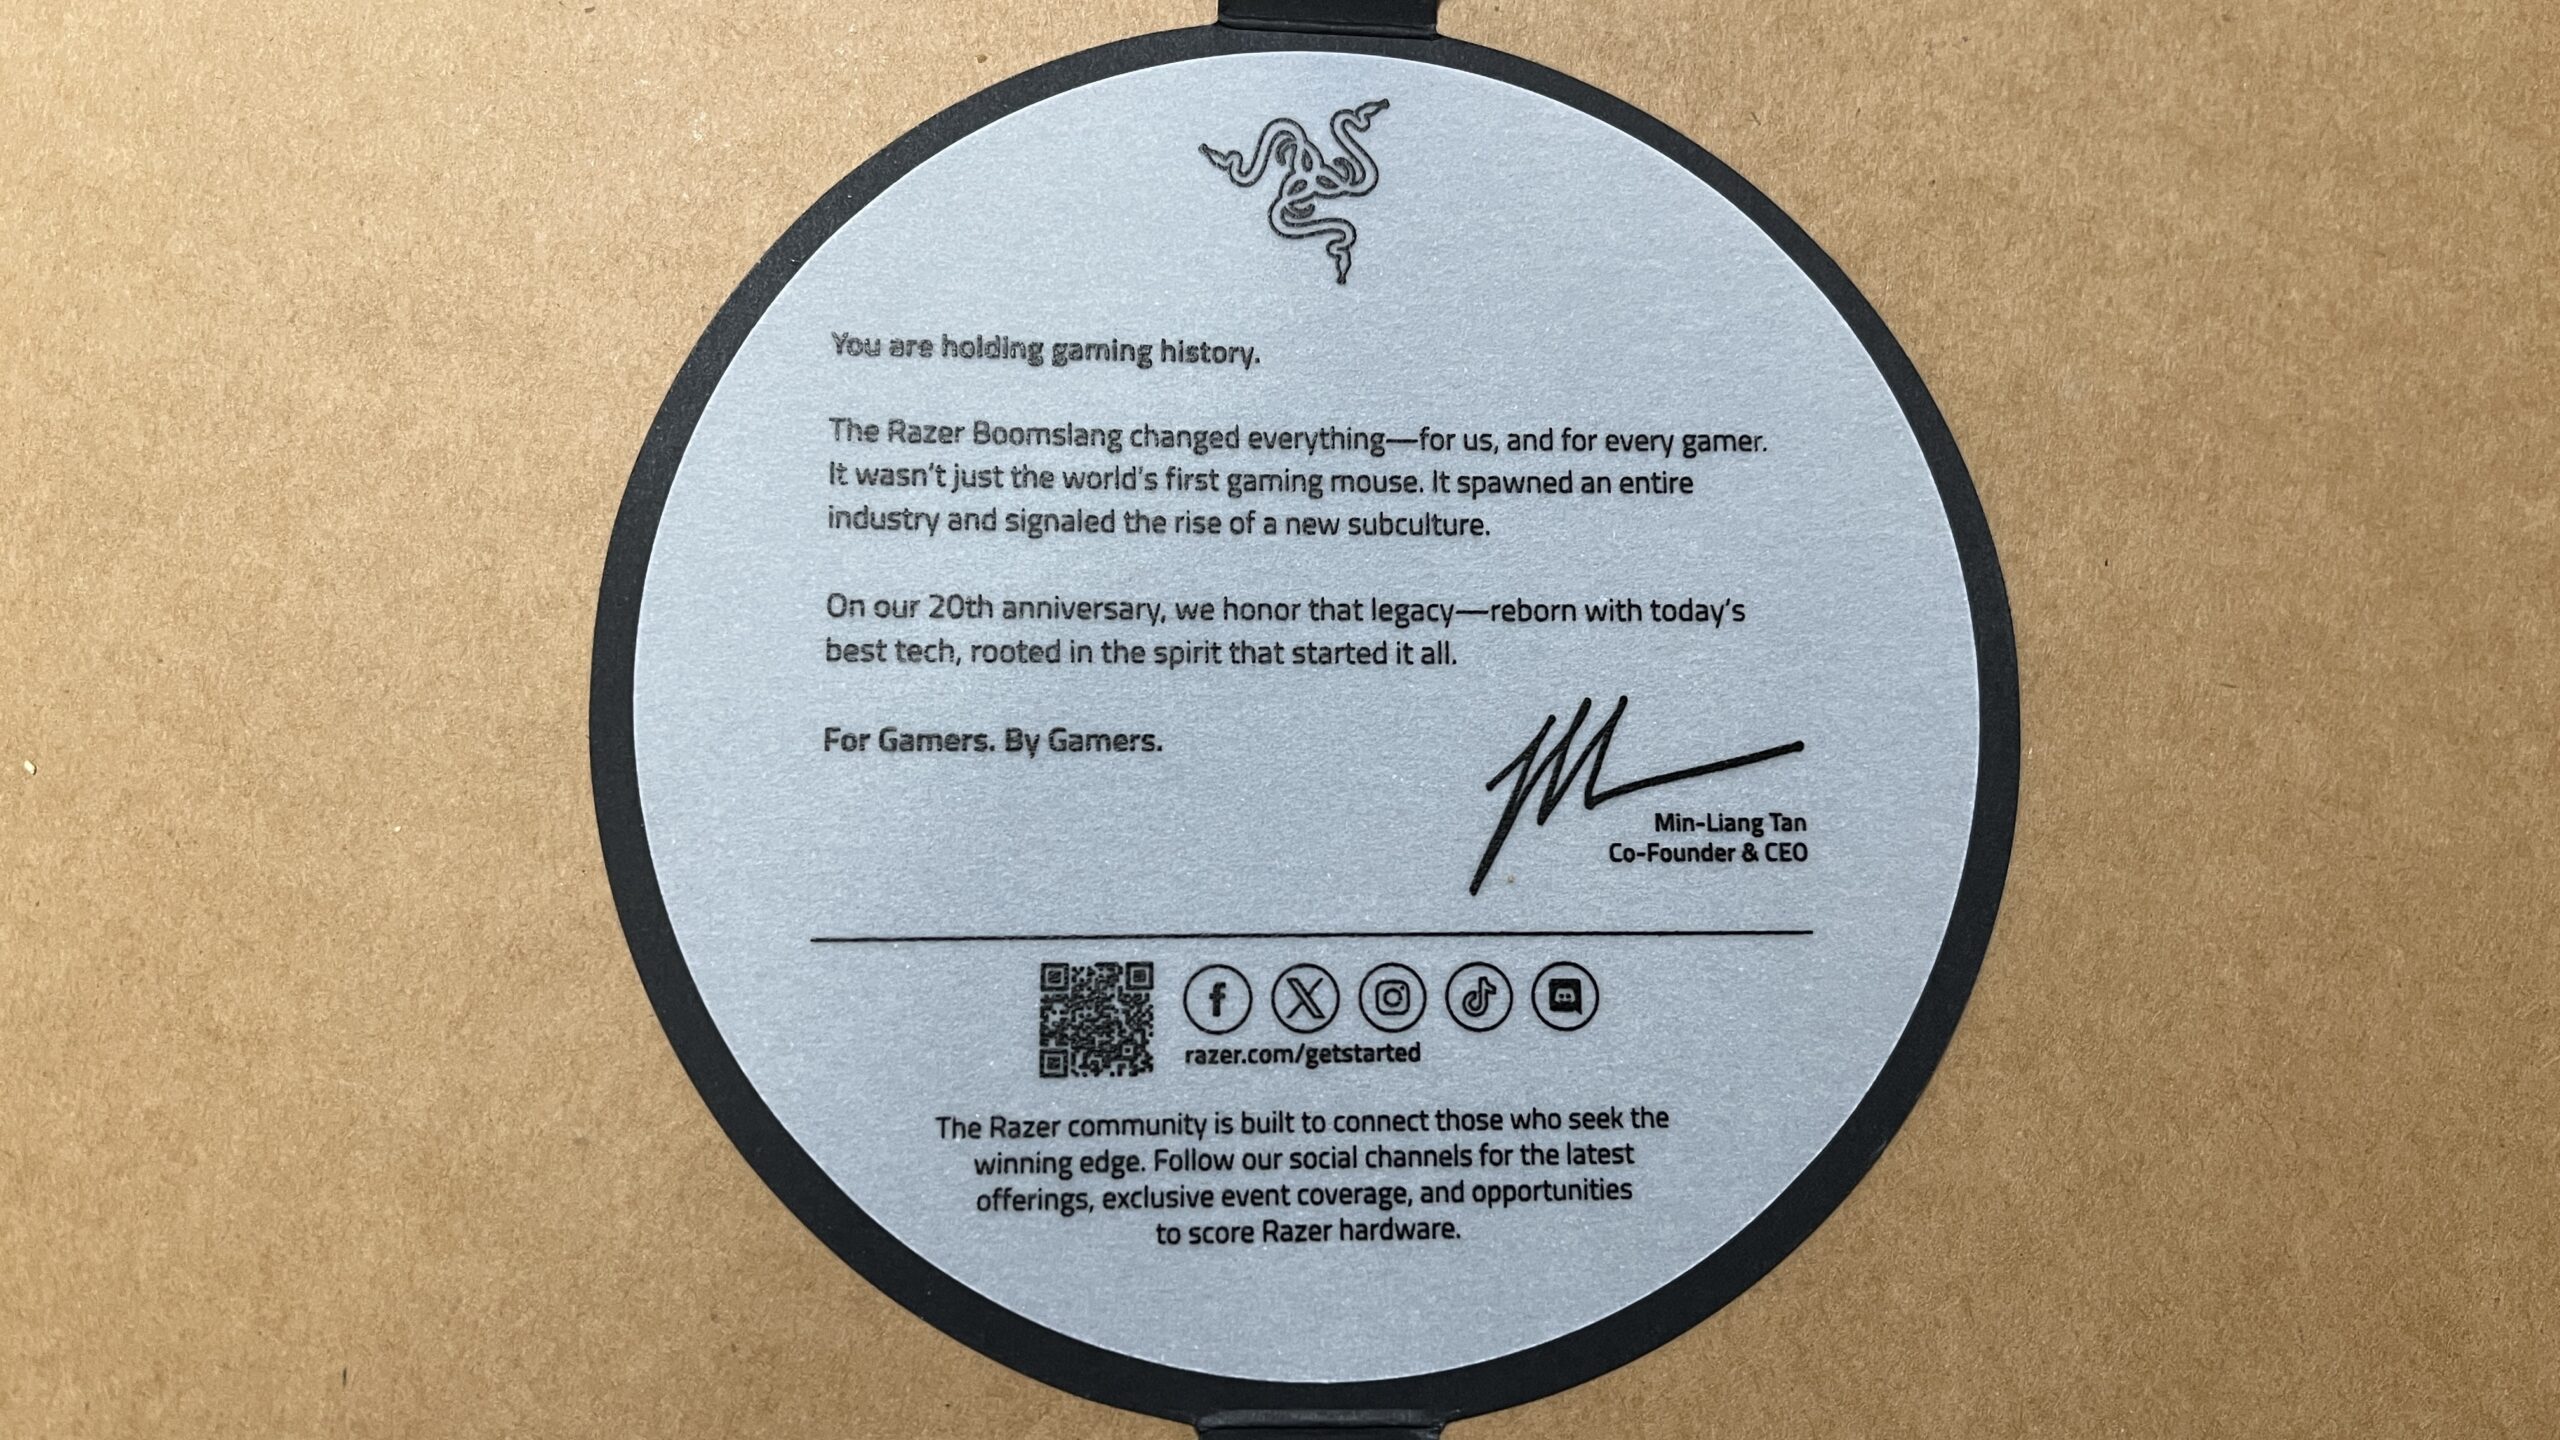 You are holding gaming history.
The Razer Boomslang changed everything—for us, and for every gamer.
It wasn't just the world's first gaming mouse. It spawned an entire
industry and signaled the rise of a new subculture.
On our 20th anniversary, we honor that legacy—reborn with today's
best tech, rooted in the spirit that started it all.
For Gamers. By Gamers.
Min-Liang Tan
Co-Founder & CEO
razer.com/getstarted
The Razer community is built to connect those who seek the
winning edge. Follow our social channels for the latest
offerings, exclusive event coverage, and opportunities
to score Razer hardware.